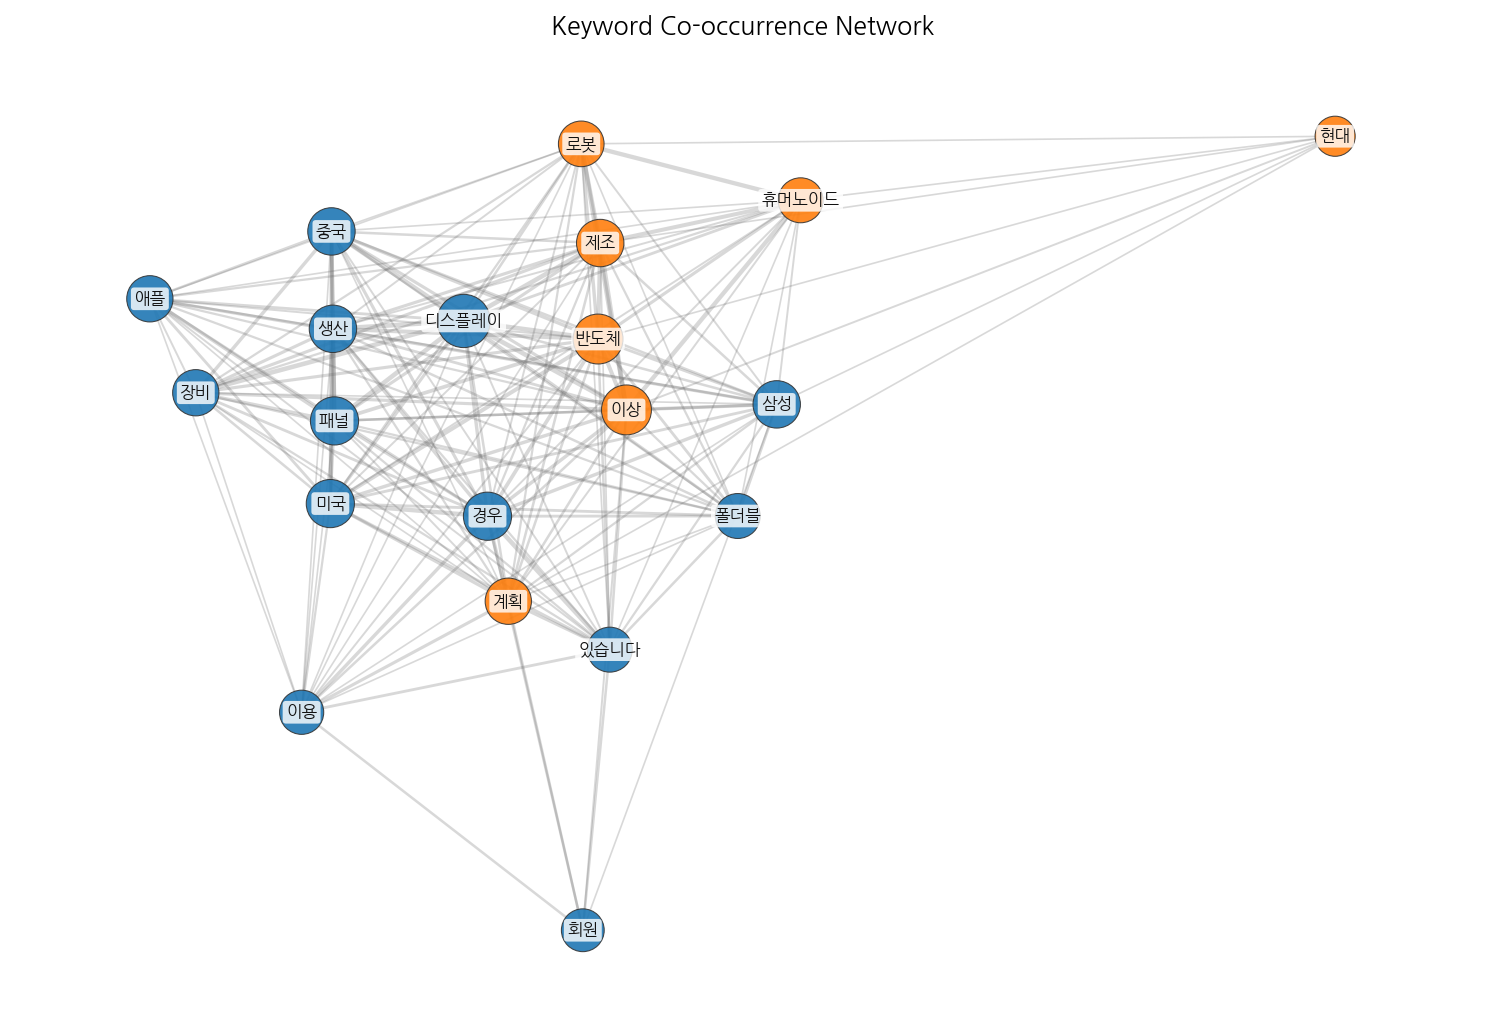 Keyword Co-occurrence Network
현대
로봇
휴머노이드
중국
제조
애플
디스플레이
생산
반도체
장비
삼성
이상
패널
미국
경우
폴더블
계획
있습니다
이용
회원